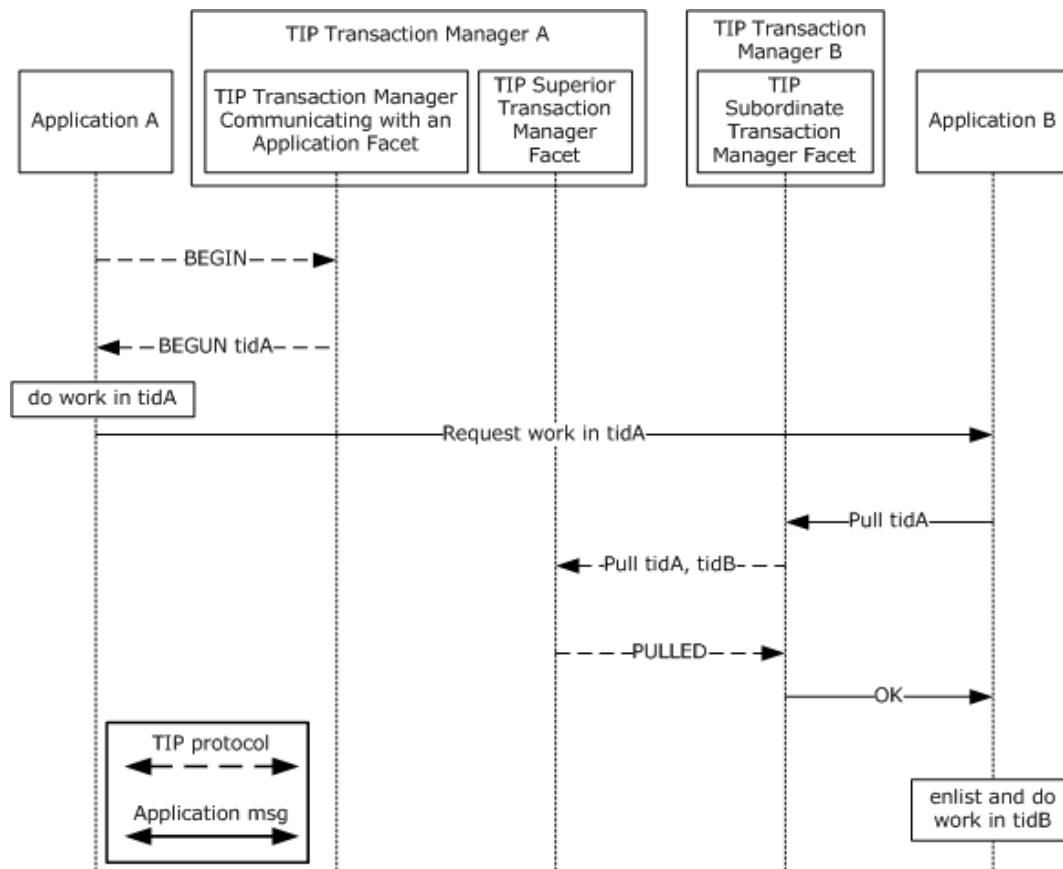 TIP Transaction Manager A
TIP Transaction
Manager B
Application A
TIP Transaction Manager
Communicating with an
Application Facet
TIP Superior
Transaction
Manager
Facet
TIP
Subordinate
Transaction
Manager Facet
Application B
BEGIN
BEGUN tidA
do work in tidA
Request work in tidA
Pull tidA
Pull tidA, tidB
PULLED
OK
TIP protocol
Application msg
enlist and do
work in tidB